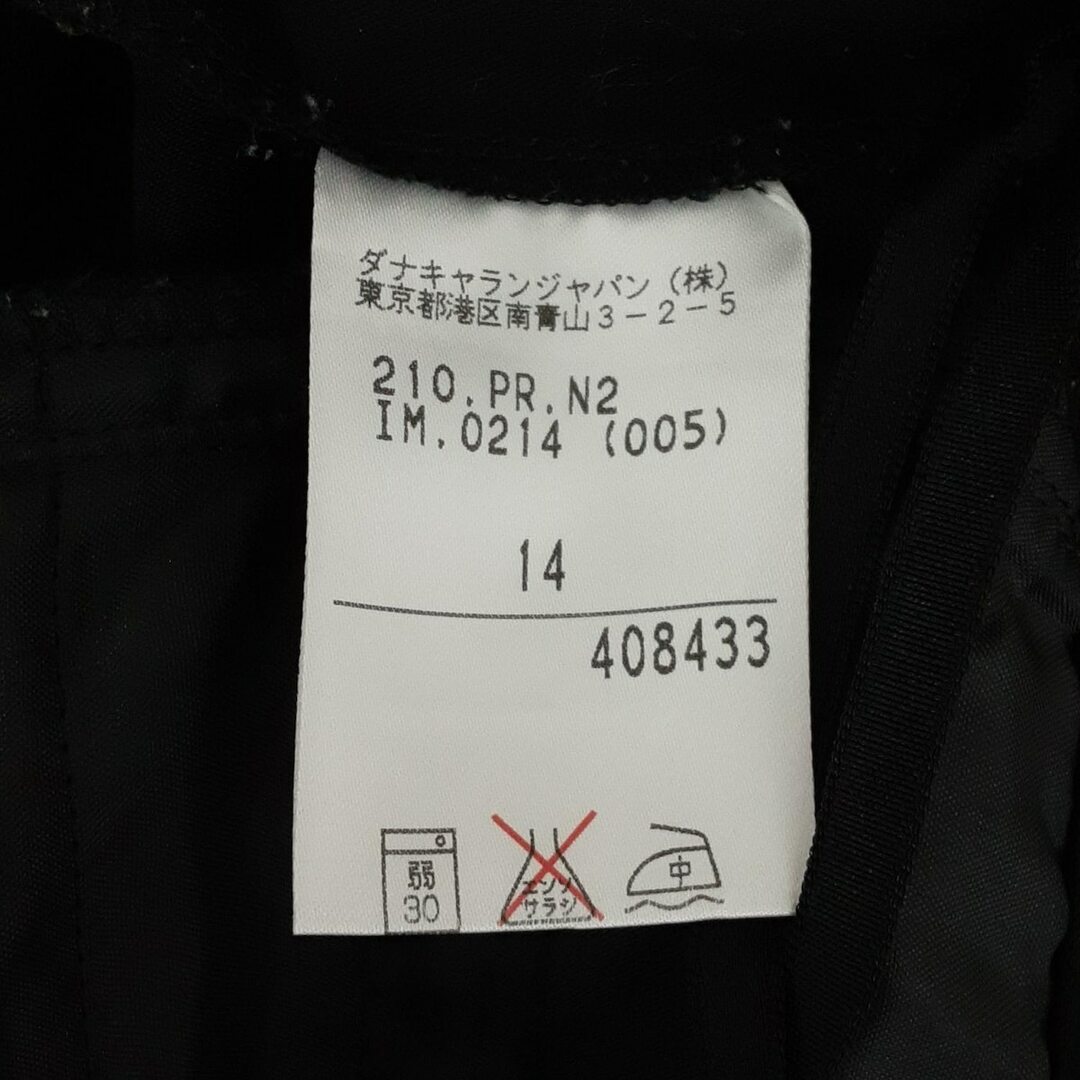 ダナキャランジャパン（株）
東京都港区南青山３－２－５
210.PR.N2
IM.0214 (005)
14
408433
弱
30
エンソ
サラシ
中